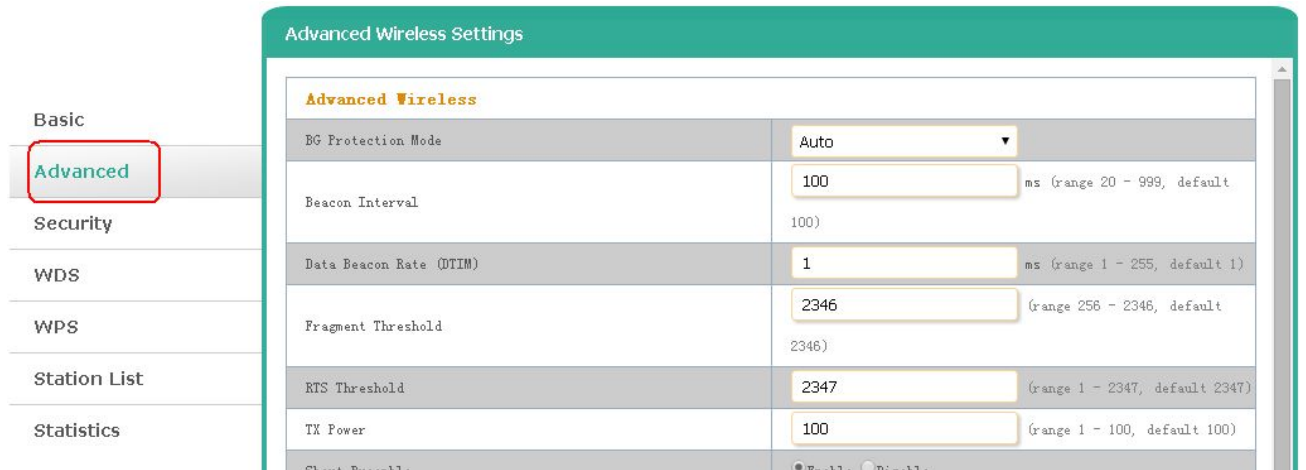 Advanced Wireless Settings
Basic
Advanced
Security
WDS
WPS
Station List
Statistics
Advanced Wireless
BG Protection Mode Auto
Beacon Interval 100 ms (range 20 - 999, default
100)
Data Beacon Rate (DTIM) 1 ms (range 1 - 255, default 1)
Fragment Threshold 2346 (range 256 - 2346, default
2346)
RTS Threshold 2347 (range 1 - 2347, default 2347)
TX Power 100 (range 1 - 100, default 100)